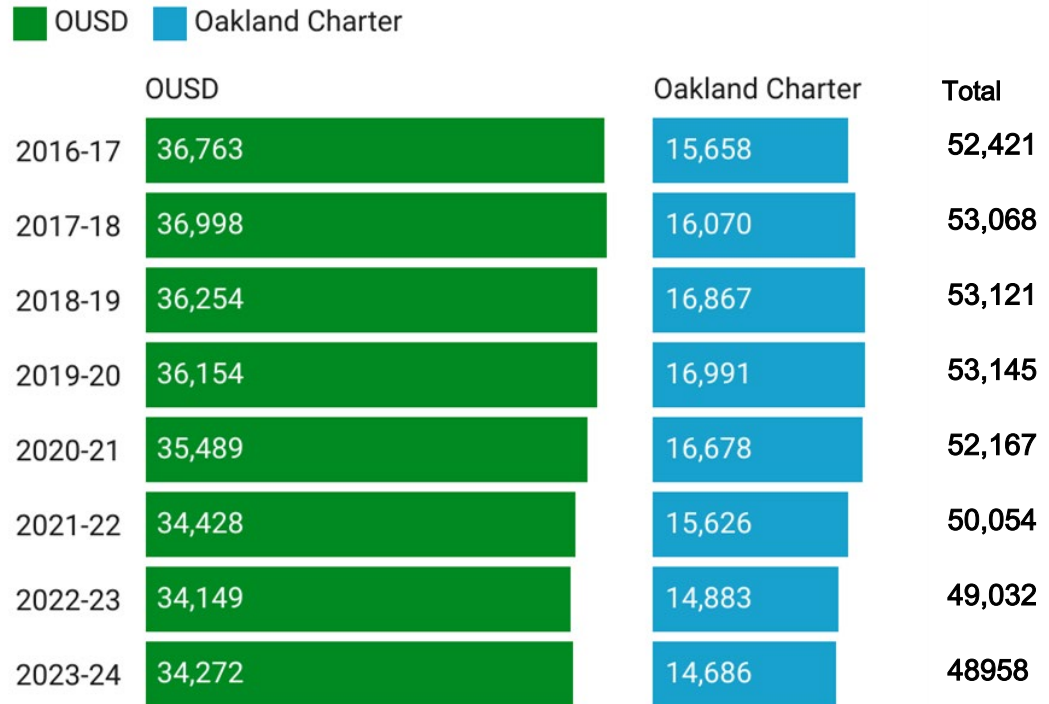 OUSD Oakland Charter
OUSD Oakland Charter Total
2016-17 36,763 15,658 52,421
2017-18 36,998 16,070 53,068
2018-19 36,254 16,867 53,121
2019-20 36,154 16,991 53,145
2020-21 35,489 16,678 52,167
2021-22 34,428 15,626 50,054
2022-23 34,149 14,883 49,032
2023-24 34,272 14,686 48958